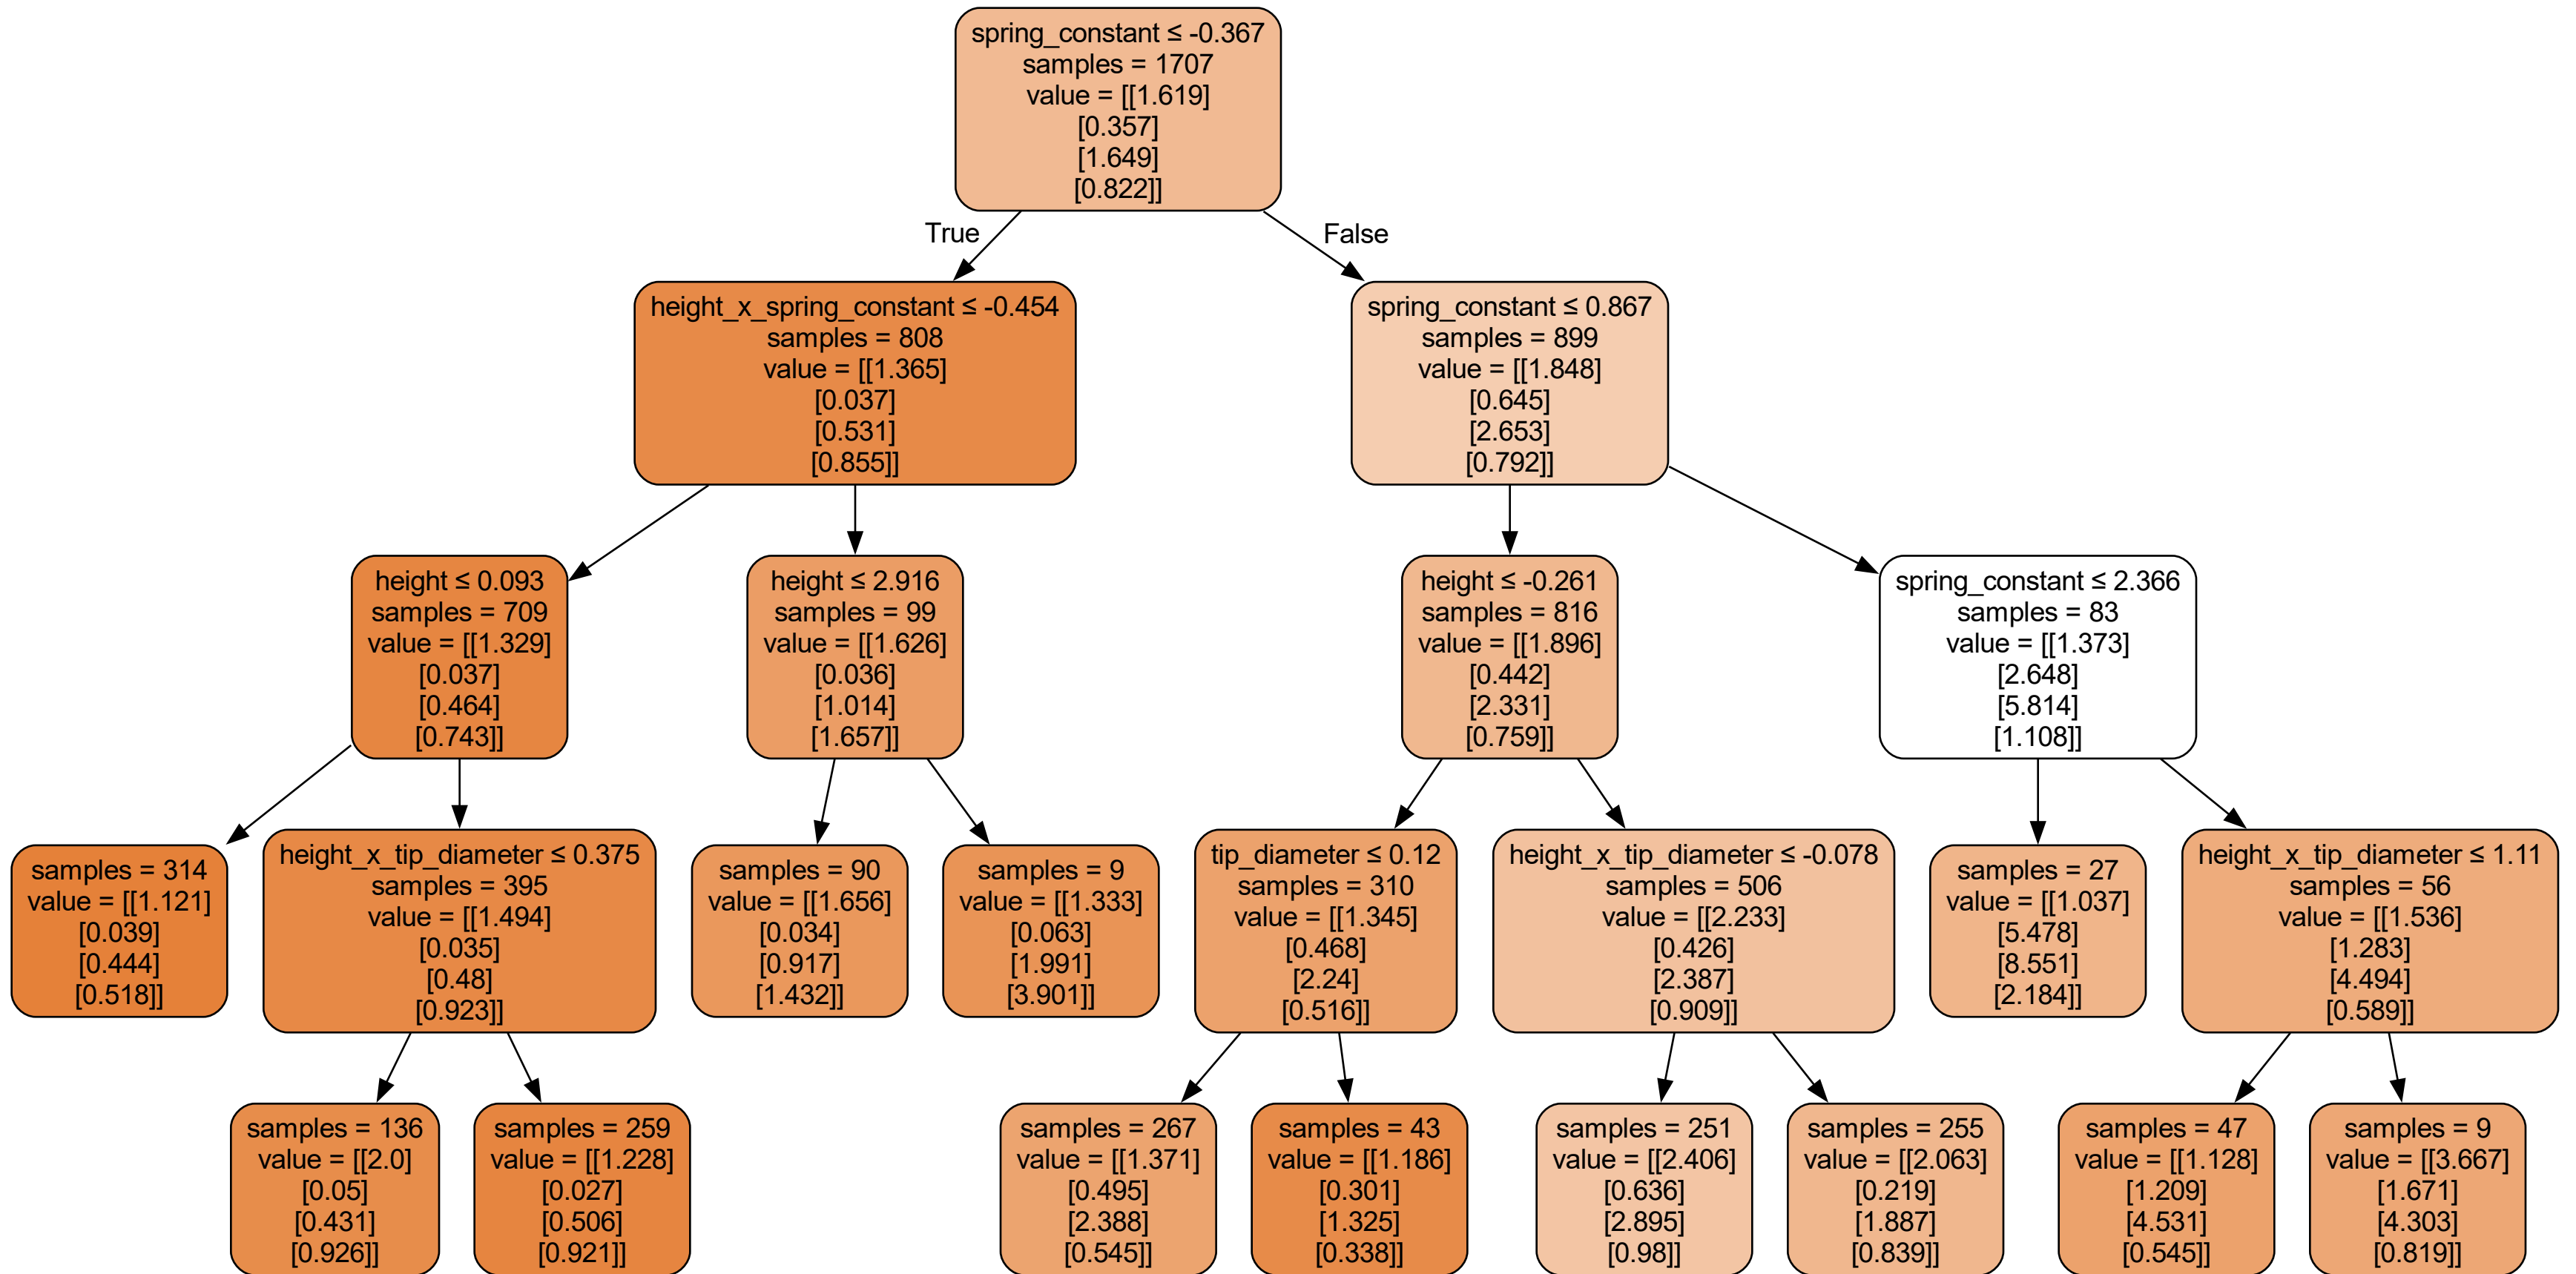 spring_constant ≤ -0.367
samples = 1707
value = [[1.619]
[0.357]
[1.649]
[0.822]]
True
False
height_x_spring_constant ≤ -0.454
samples = 808
value = [[1.365]
[0.037]
[0.531]
[0.855]]
spring_constant ≤ 0.867
samples = 899
value = [[1.848]
[0.645]
[2.653]
[0.792]]
height ≤ 0.093
samples = 709
value = [[1.329]
[0.037]
[0.464]
[0.743]]
height ≤ 2.916
samples = 99
value = [[1.626]
[0.036]
[1.014]
[1.657]]
height ≤ -0.261
samples = 816
value = [[1.896]
[0.442]
[2.331]
[0.759]]
spring_constant ≤ 2.366
samples = 83
value = [[1.373]
[2.648]
[5.814]
[1.108]]
samples = 314
value = [[1.121]
[0.039]
[0.444]
[0.518]]
height_x_tip_diameter ≤ 0.375
samples = 395
value = [[1.494]
[0.035]
[0.48]
[0.923]]
samples = 90
value = [[1.656]
[0.034]
[0.917]
[1.432]]
samples = 9
value = [[1.333]
[0.063]
[1.991]
[3.901]]
tip_diameter ≤ 0.12
samples = 310
value = [[1.345]
[0.468]
[2.24]
[0.516]]
height_x_tip_diameter ≤ -0.078
samples = 506
value = [[2.233]
[0.426]
[2.387]
[0.909]]
samples = 27
value = [[1.037]
[5.478]
[8.551]
[2.184]]
height_x_tip_diameter ≤ 1.11
samples = 56
value = [[1.536]
[1.283]
[4.494]
[0.589]]
samples = 136
value = [[2.0]
[0.05]
[0.431]
[0.926]]
samples = 259
value = [[1.228]
[0.027]
[0.506]
[0.921]]
samples = 267
value = [[1.371]
[0.495]
[2.388]
[0.545]]
samples = 43
value = [[1.186]
[0.301]
[1.325]
[0.338]]
samples = 251
value = [[2.406]
[0.636]
[2.895]
[0.98]]
samples = 255
value = [[2.063]
[0.219]
[1.887]
[0.839]]
samples = 47
value = [[1.128]
[1.209]
[4.531]
[0.545]]
samples = 9
value = [[3.667]
[1.671]
[4.303]
[0.819]]